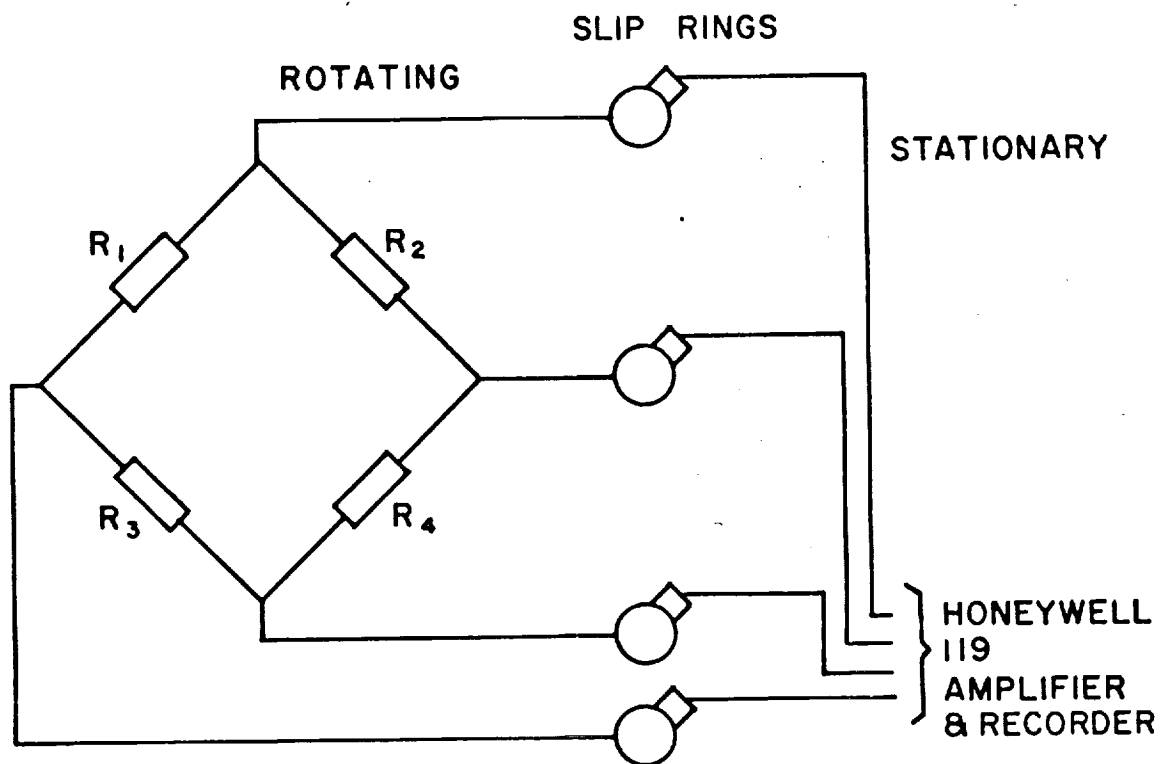 SLIP RINGS
ROTATING
STATIONARY
R1
R2
R3
R4
HONEYWELL
119
AMPLIFIER
& RECORDER